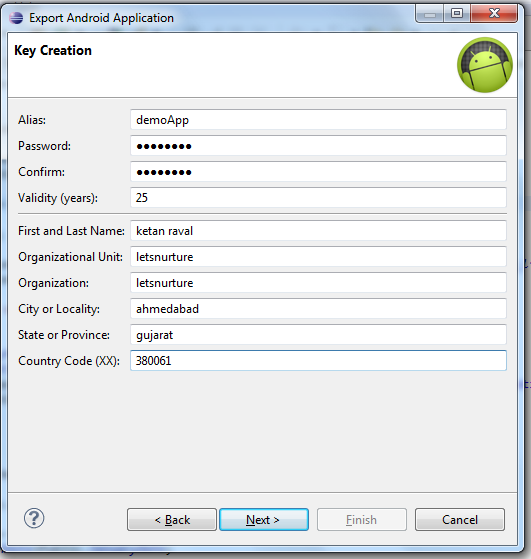 Export Android Application
Key Creation
Alias: demoApp
Password: ●●●●●●●●
Confirm: ●●●●●●●●
Validity (years): 25
First and Last Name: ketan raval
Organizational Unit: letsnurture
Organization: letsnurture
City or Locality: ahmedabad
State or Province: gujarat
Country Code (XX): 380061
? < Back Next > Finish Cancel